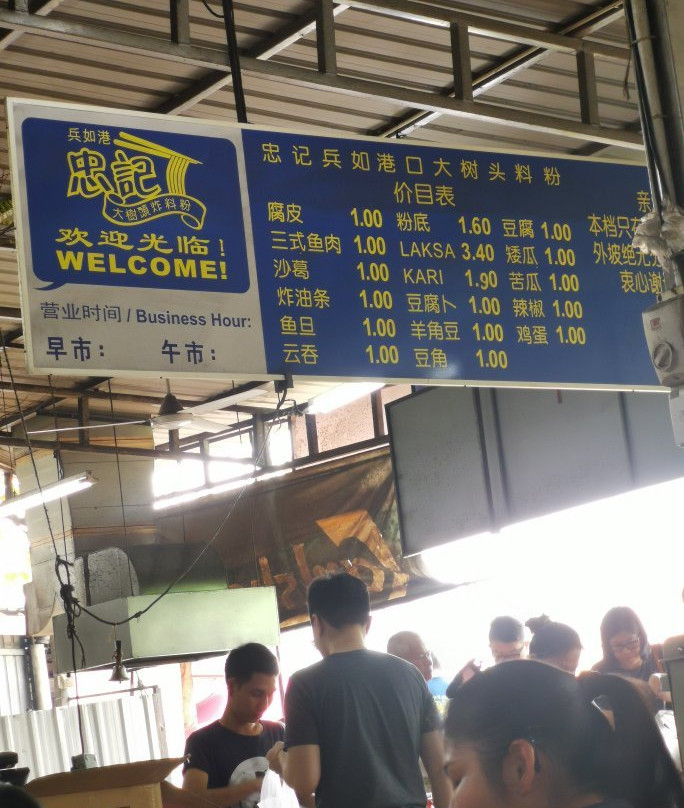 兵如港
忠記
大樹頭炸料粉
欢迎光临!
WELCOME!
营业时间 / Business Hour:
早市: 午市:
忠记兵如港口大树头料粉
价目表
腐皮 1.00 粉底 1.60 豆腐 1.00
三式鱼肉 1.00 LAKSA 3.40 矮瓜 1.00
沙葛 1.00 KARI 1.90 苦瓜 1.00
炸油条 1.00 豆腐卜 1.00 辣椒 1.00
鱼旦 1.00 羊角豆 1.00 鸡蛋 1.00
云吞 1.00 豆角 1.00
亲
本档只在
外坡绝无分
衷心谢